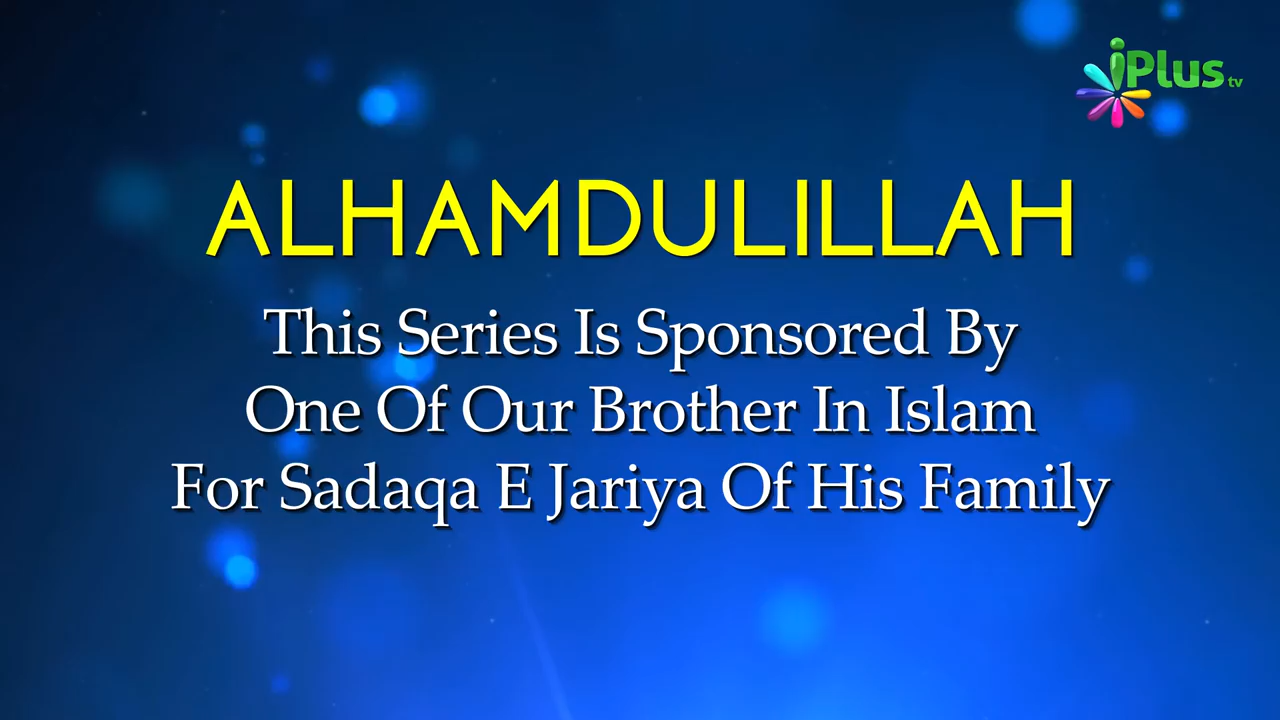 iPlus tv
ALHAMDULILLAH
This Series Is Sponsored By
One Of Our Brother In Islam
For Sadaqa E Jariya Of His Family